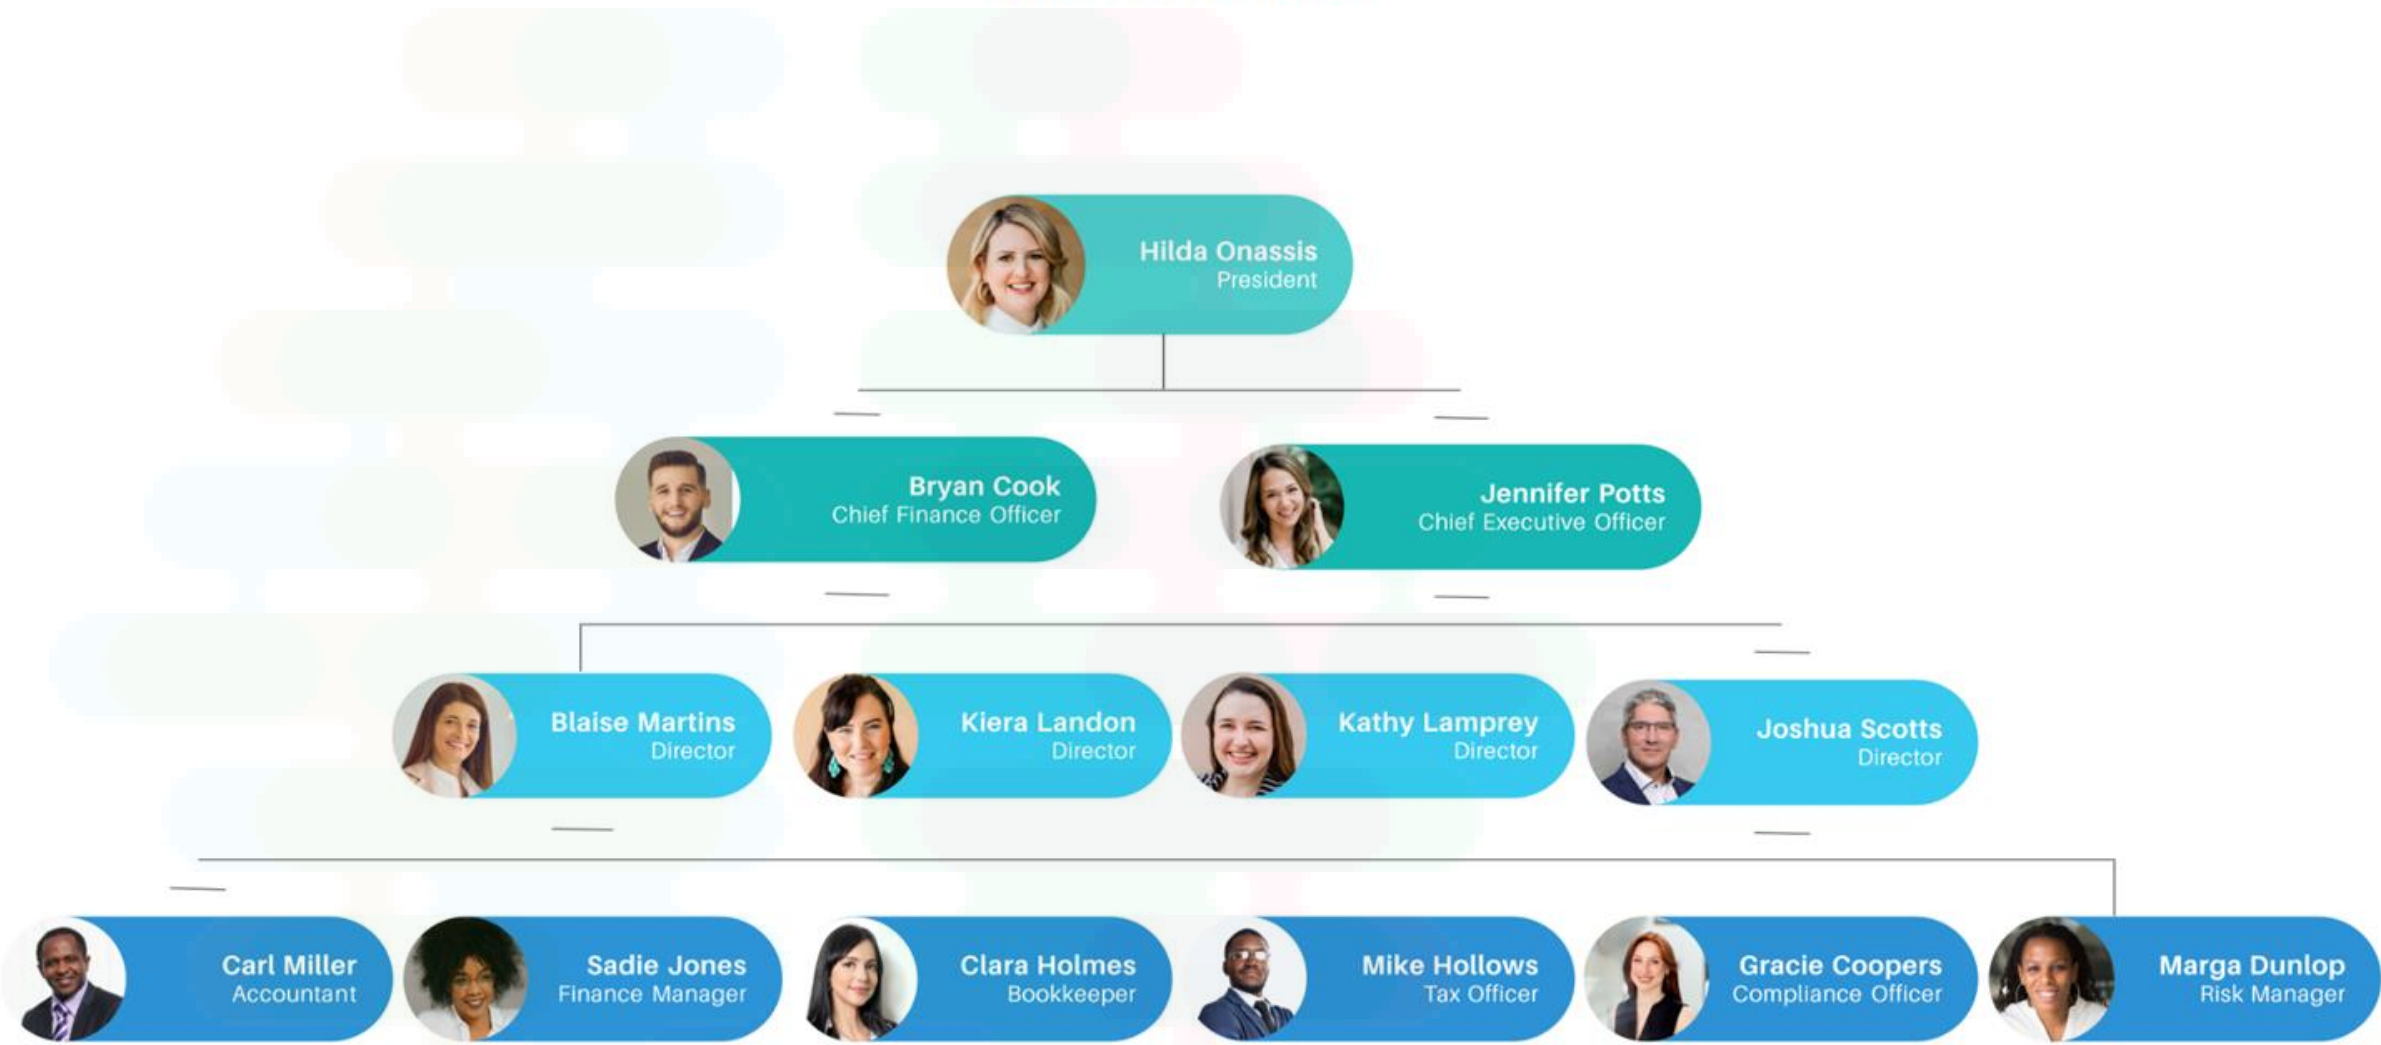 Hilda Onassis
President
Bryan Cook
Chief Finance Officer
Jennifer Potts
Chief Executive Officer
Blaise Martins
Director
Kiera Landon
Director
Kathy Lamprey
Director
Joshua Scotts
Director
Carl Miller
Accountant
Sadie Jones
Finance Manager
Clara Holmes
Bookkeeper
Mike Hollows
Tax Officer
Gracie Coopers
Compliance Officer
Marga Dunlop
Risk Manager